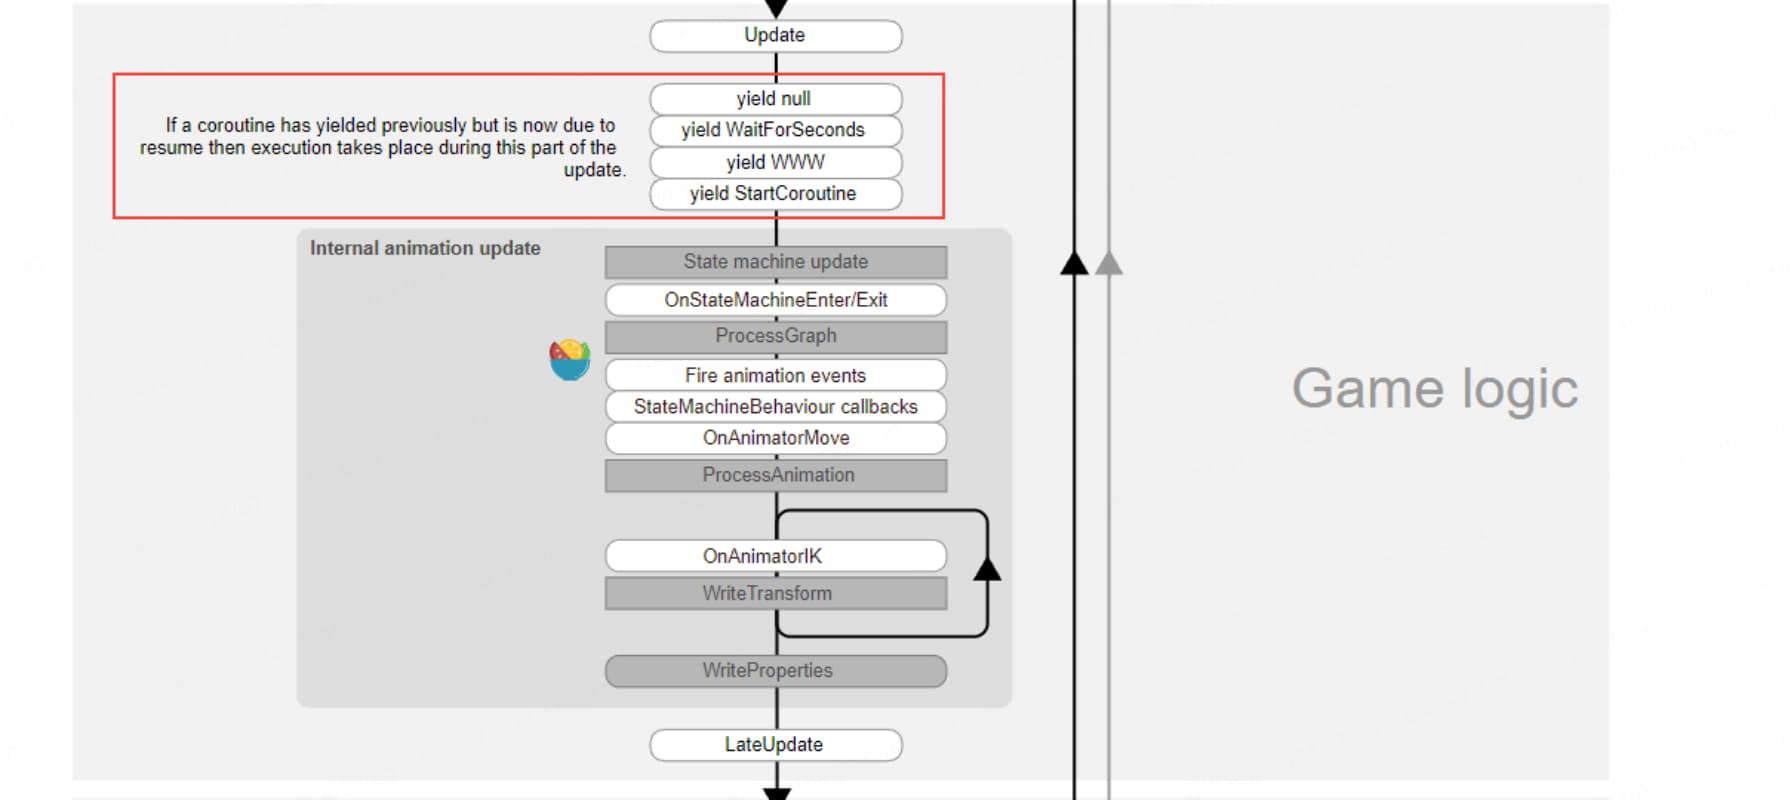 Update
yield null
If a coroutine has yielded previously but is now due to
yield WaitForSeconds
resume then execution takes place during this part of the
yield WWW
update.
yield StartCoroutine
Internal animation update
State machine update
OnStateMachineEnter/Exit
ProcessGraph
Fire animation events
StateMachineBehaviour callbacks
Game logic
OnAnimatorMove
ProcessAnimation
OnAnimatorIK
WriteTransform
WriteProperties
LateUpdate